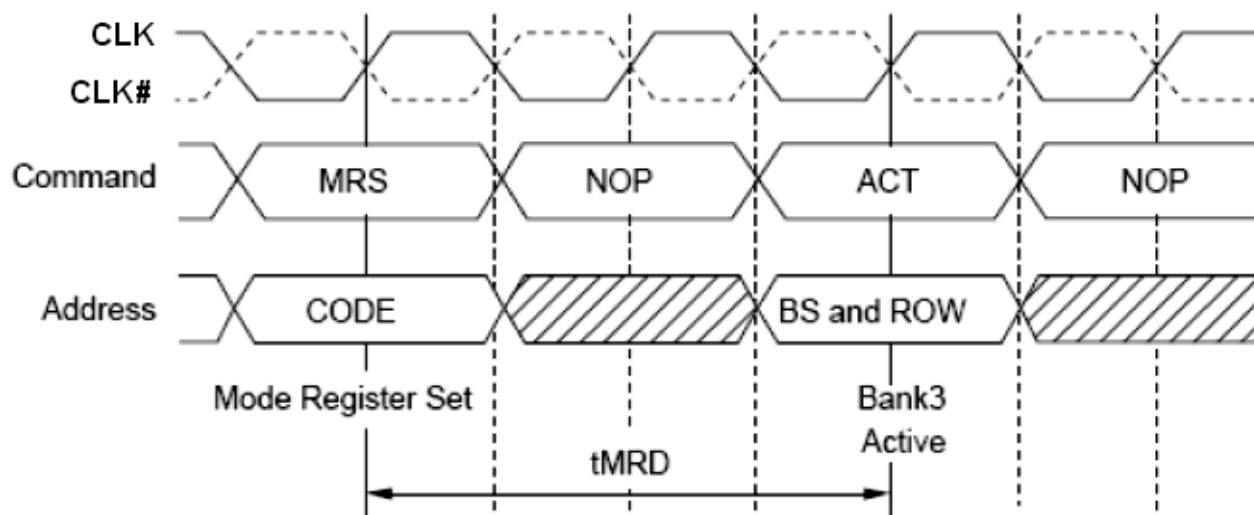 CLK
CLK#
Command MRS NOP ACT NOP
Address CODE BS and ROW
Mode Register Set Bank3
Active
tMRD